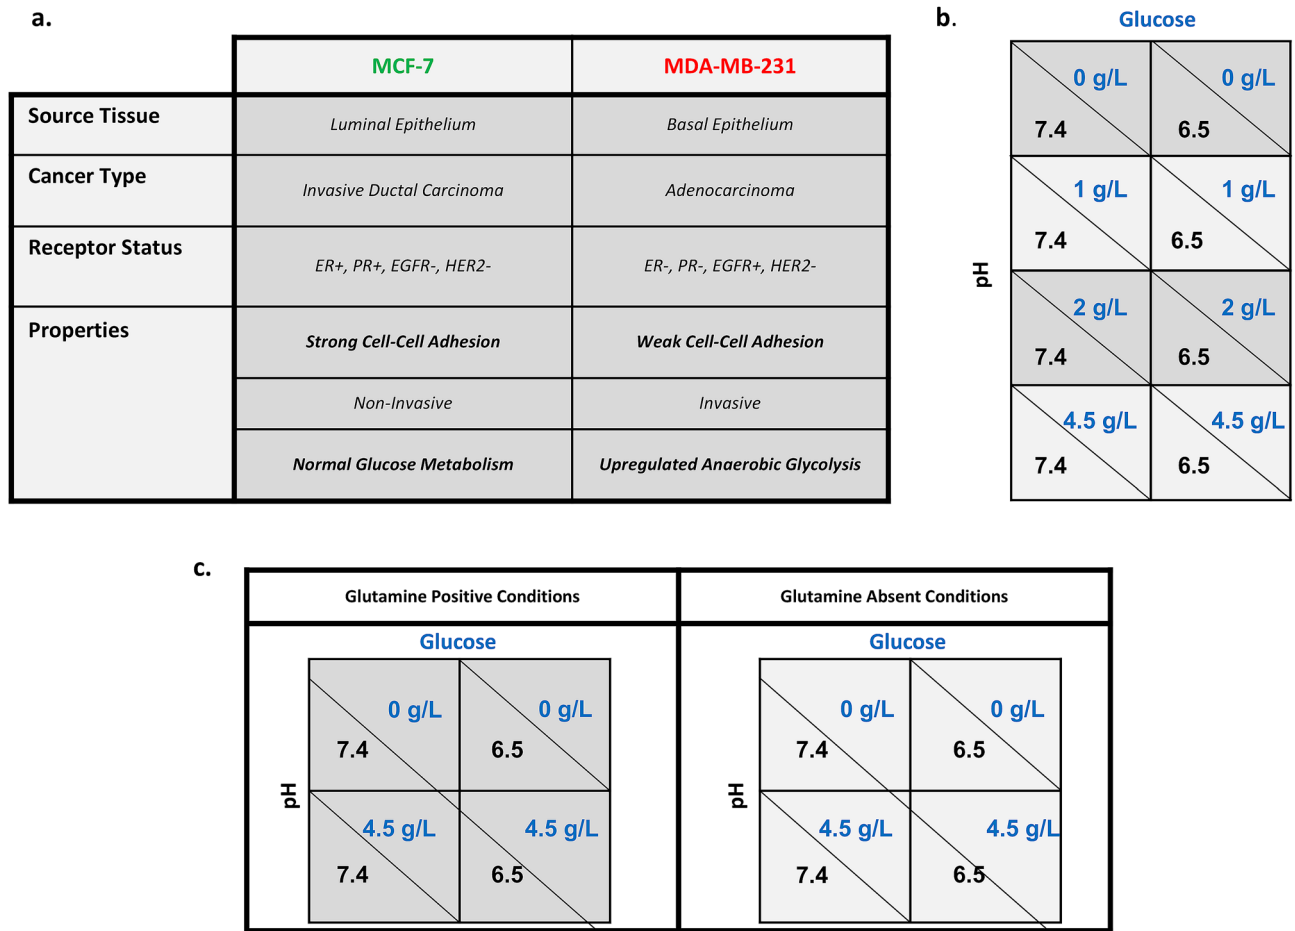 a.
MCF-7 MDA-MB-231
Source Tissue Luminal Epithelium Basal Epithelium
Cancer Type Invasive Ductal Carcinoma Adenocarcinoma
Receptor Status ER+, PR+, EGFR-, HER2- ER-, PR-, EGFR+, HER2-
Properties Strong Cell-Cell Adhesion Weak Cell-Cell Adhesion
Non-Invasive Invasive
Normal Glucose Metabolism Upregulated Anaerobic Glycolysis
b.
Glucose
pH
0 g/L 0 g/L
7.4 6.5
1 g/L 1 g/L
7.4 6.5
2 g/L 2 g/L
7.4 6.5
4.5 g/L 4.5 g/L
7.4 6.5
c.
Glutamine Positive Conditions Glutamine Absent Conditions
Glucose
pH
0 g/L 0 g/L
7.4 6.5
4.5 g/L 4.5 g/L
7.4 6.5
Glucose
pH
0 g/L 0 g/L
7.4 6.5
4.5 g/L 4.5 g/L
7.4 6.5